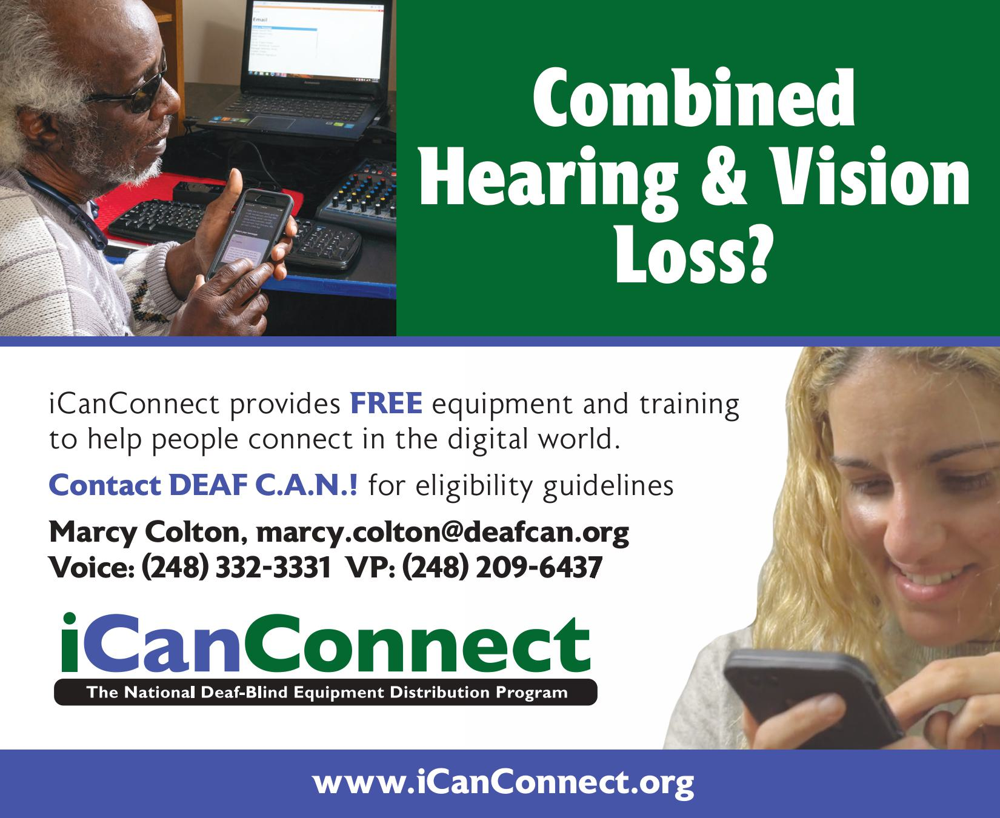 Email
Combined
Hearing & Vision
Loss?
iCanConnect provides FREE equipment and training
to help people connect in the digital world.
Contact DEAF C.A.N.! for eligibility guidelines
Marcy Colton, marcy.colton@deafcan.org
Voice: (248) 332-3331 VP: (248) 209-6437
iCanConnect
The National Deaf-Blind Equipment Distribution Program
www.iCanConnect.org